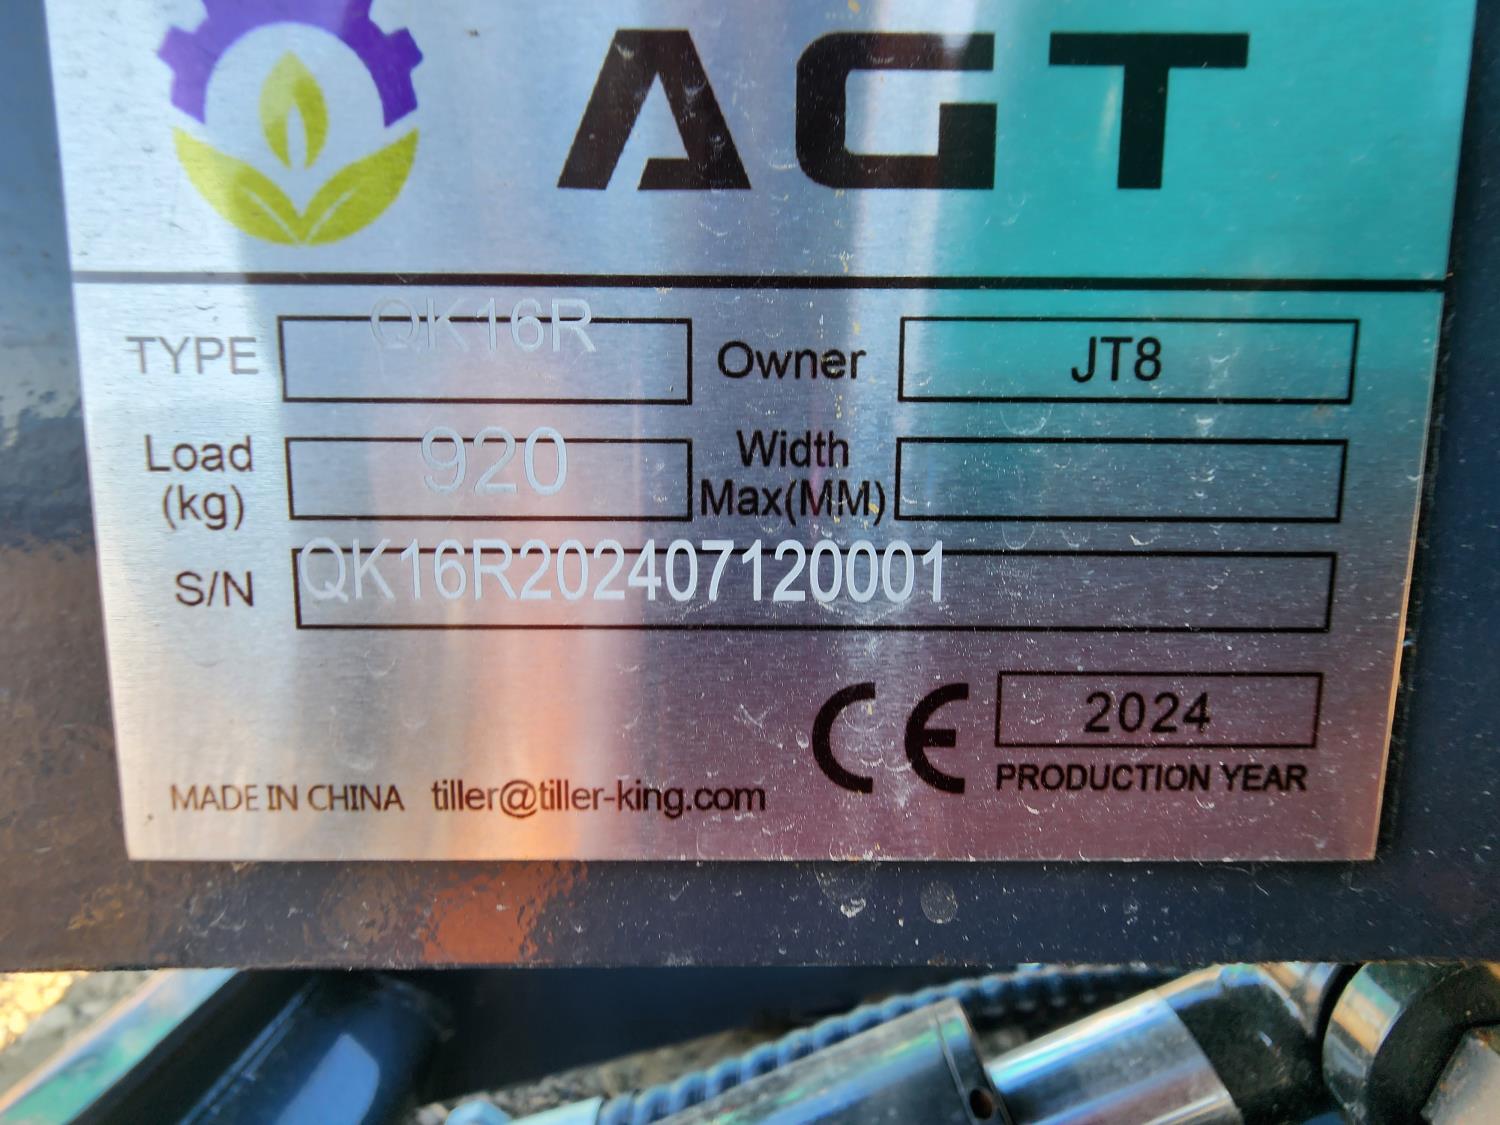 AGT
TYPE QK16R Owner JT8
Load (kg) 920 Width Max(MM)
S/N QK16R202407120001
CE 2024
PRODUCTION YEAR
MADE IN CHINA tiller@tiller-king.com